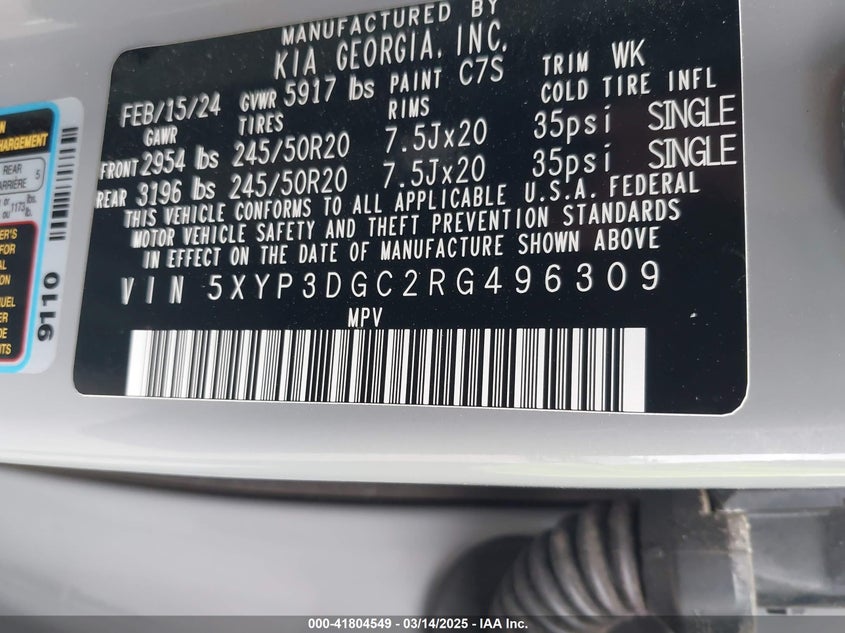 MANUFACTURED BY
KIA GEORGIA, INC.
FEB/15/24 GVWR 5917 lbs PAINT C7S TRIM WK
GAWR TIRES RIMS COLD TIRE INFL
FRONT 2954 lbs 245/50R20 7.5Jx20 35psi SINGLE
REAR 3196 lbs 245/50R20 7.5Jx20 35psi SINGLE
THIS VEHICLE CONFORMS TO ALL APPLICABLE U.S.A. FEDERAL
MOTOR VEHICLE SAFETY AND THEFT PREVENTION STANDARDS
IN EFFECT ON THE DATE OF MANUFACTURE SHOWN ABOVE
VIN 5XYP3DGC2RG496309
MPV
REAR
5
9110
000-41804549 - 03/14/2025 - IAA Inc.